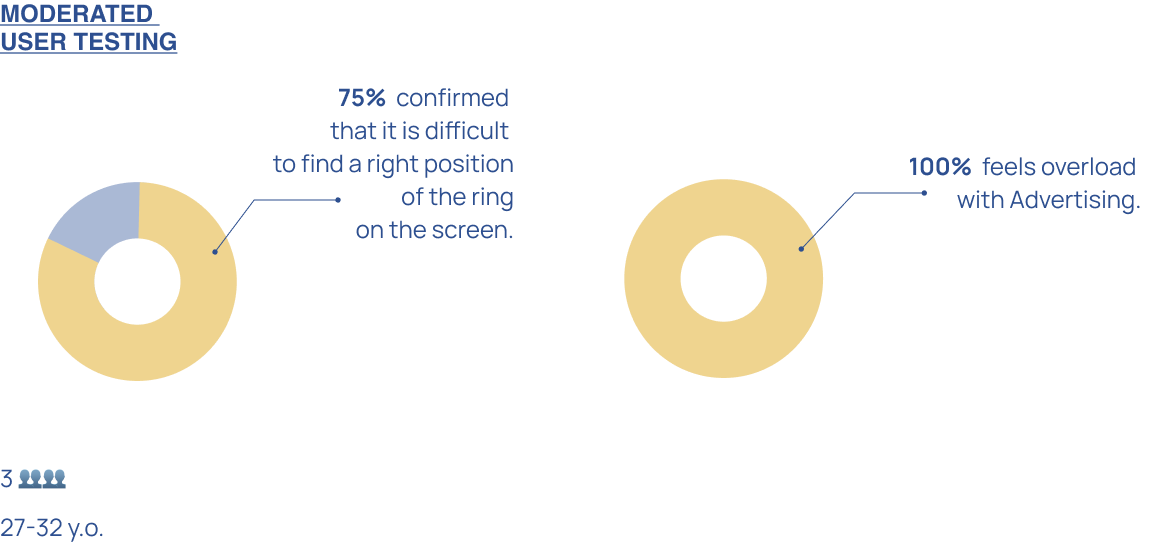 MODERATED
USER TESTING
75% confirmed
that it is difficult
to find a right position
of the ring
on the screen.
100% feels overload
with Advertising.
3 👥👥
27-32 y.o.